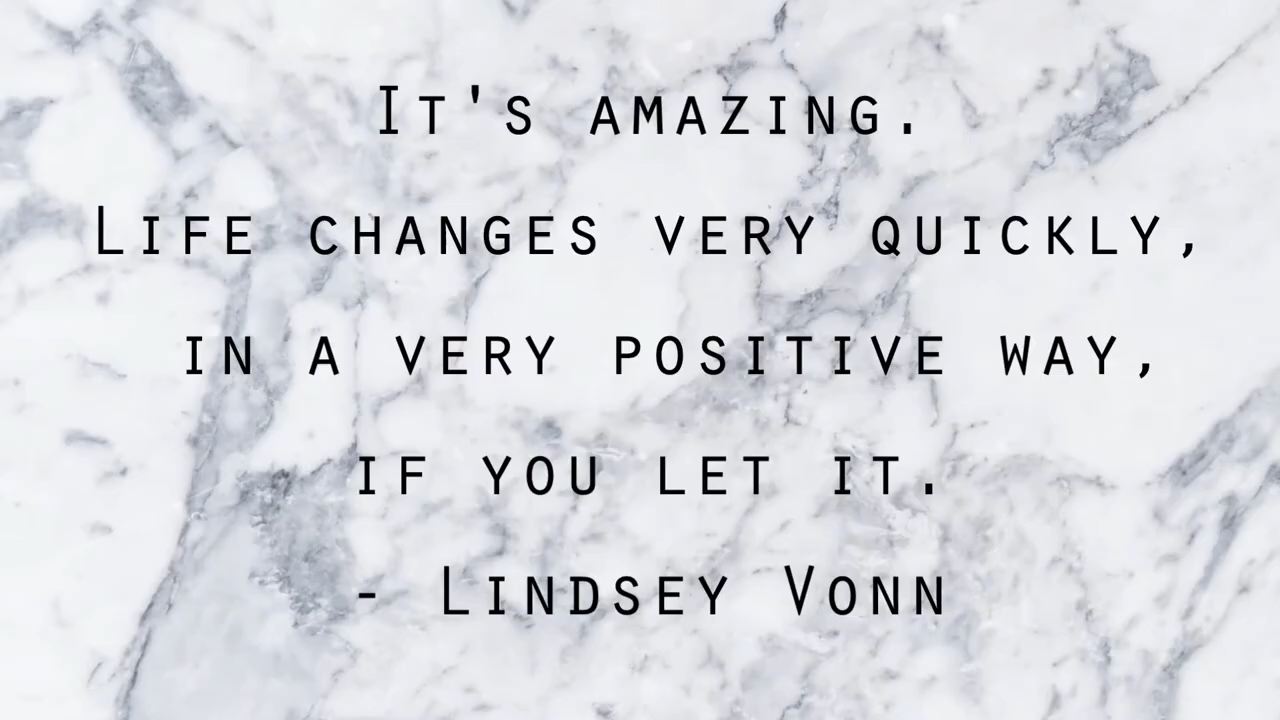 It's amazing.
Life changes very quickly,
in a very positive way,
if you let it.
- Lindsey Vonn